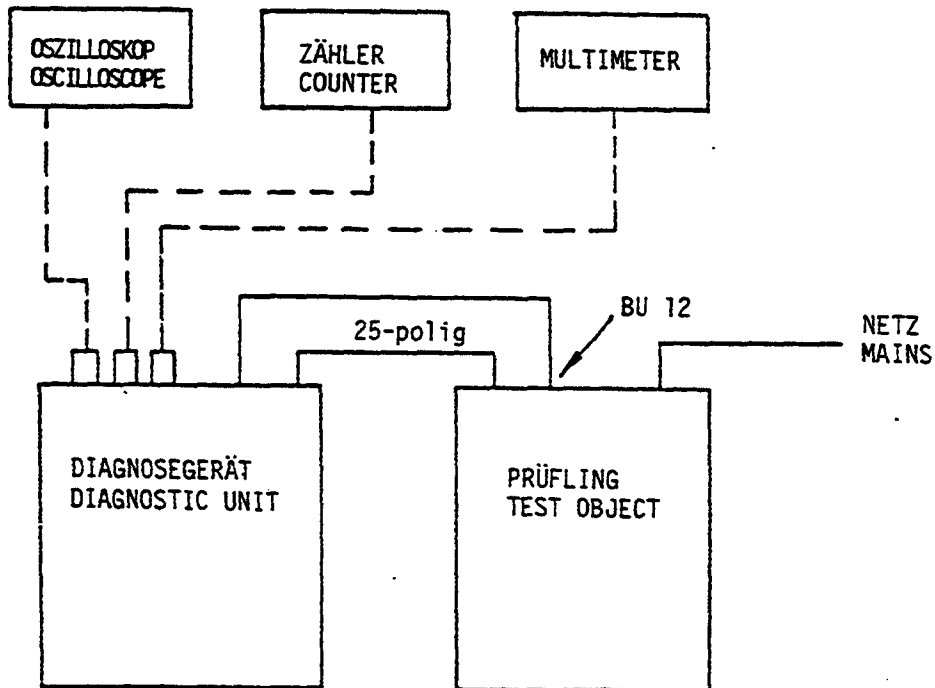 OSZILLOSKOP
OSCILLOSCOPE
ZÄHLER
COUNTER
MULTIMETER
BU 12
25-polig
NETZ
MAINS
DIAGNOSEGERÄT
DIAGNOSTIC UNIT
PRÜFLING
TEST OBJECT